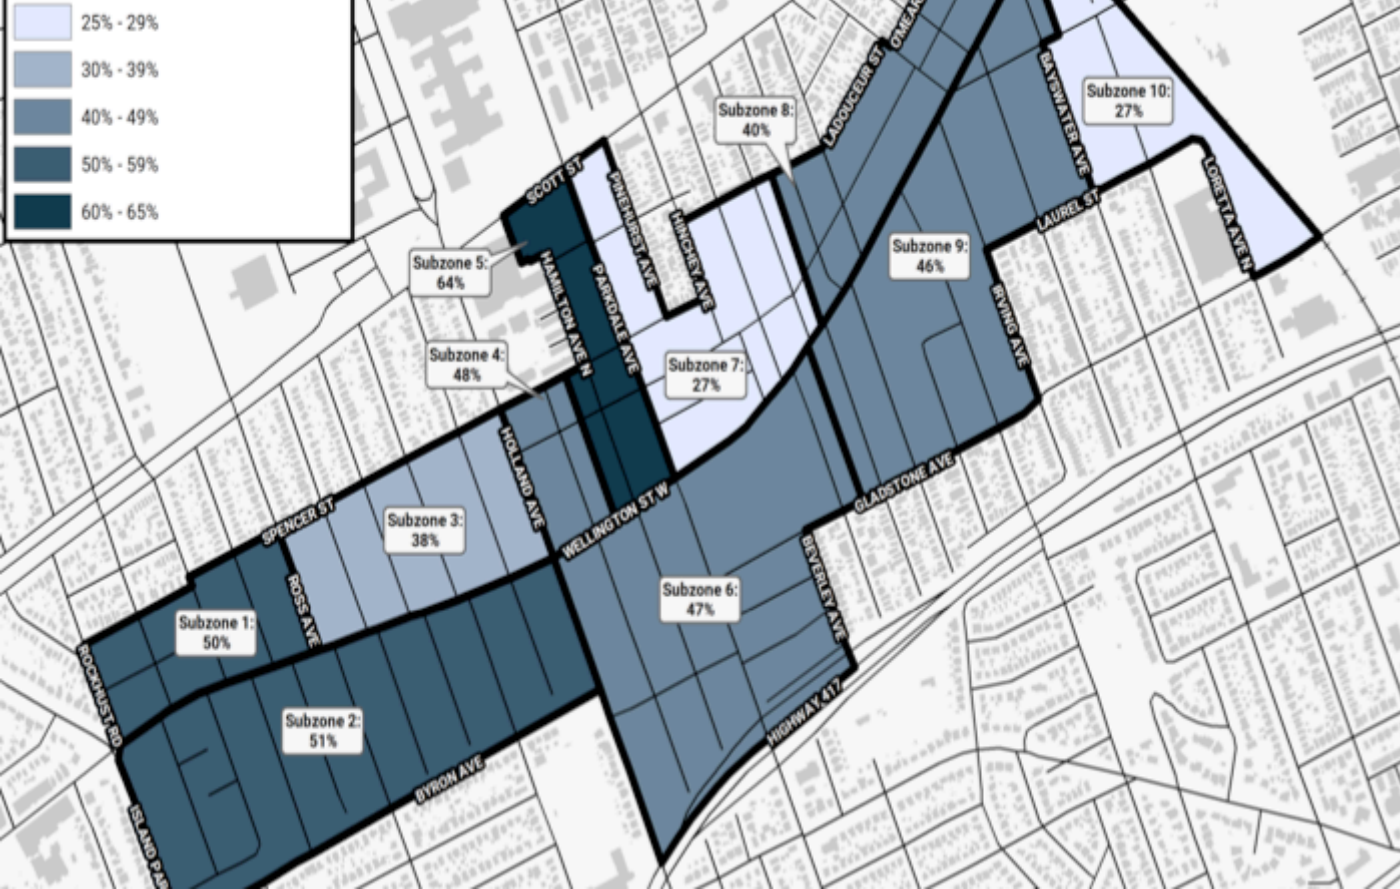 25% - 29%
30% - 39%
40% - 49%
50% - 59%
60% - 65%
Subzone 10:
27%
Subzone 8:
40%
LADOUCEUR ST
BAYSWATER AVE
SCOTT ST
PINEHURST AVE
HINCHEY AVE
LAUREL ST
LORETTA AVE N
Subzone 9:
46%
Subzone 5:
64%
HAMILTON AVE N
PARKDALE AVE
IRVING AVE
Subzone 4:
48%
Subzone 7:
27%
HOLLAND AVE
WELLINGTON ST W
GLADSTONE AVE
SPENCER ST
Subzone 3:
38%
BEVERLEY AVE
Subzone 6:
47%
ROSS AVE
Subzone 1:
50%
ROCKHUST RD
Subzone 2:
51%
HIGHWAY 417
BYRON AVE
ISLAND PAR